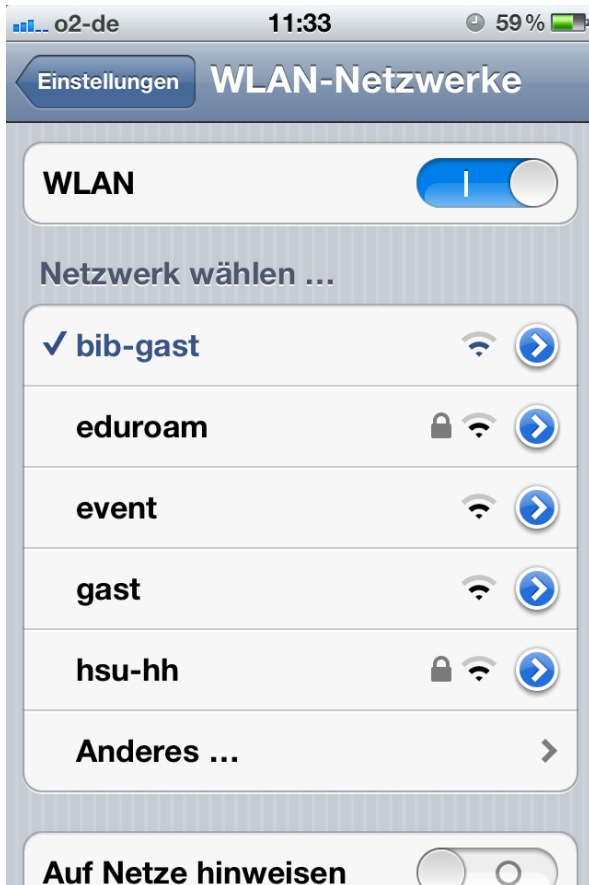 o2-de 11:33 59 %
Einstellungen WLAN-Netzwerke
WLAN
Netzwerk wählen ...
✓ bib-gast
eduroam
event
gast
hsu-hh
Anderes ...
Auf Netze hinweisen